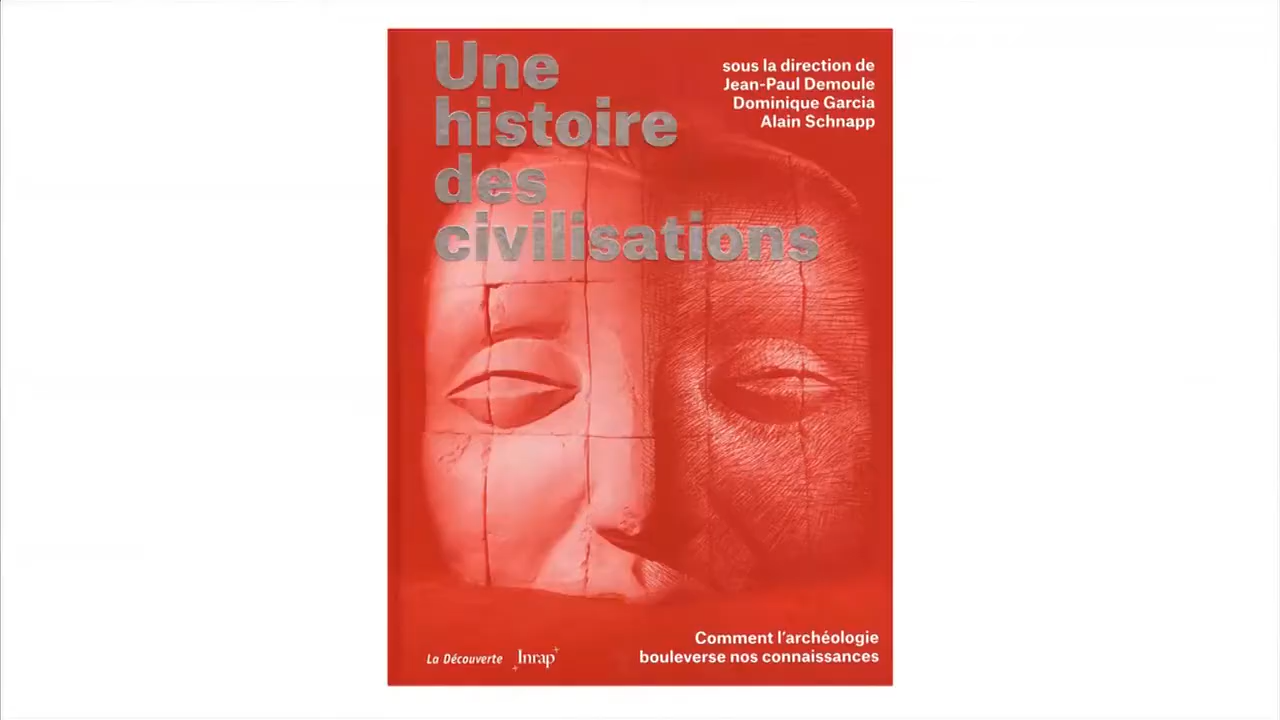 Une
histoire
des
civilisations
sous la direction de
Jean-Paul Demoule
Dominique Garcia
Alain Schnapp
Comment l'archéologie
bouleverse nos connaissances
La Découverte
Inrap